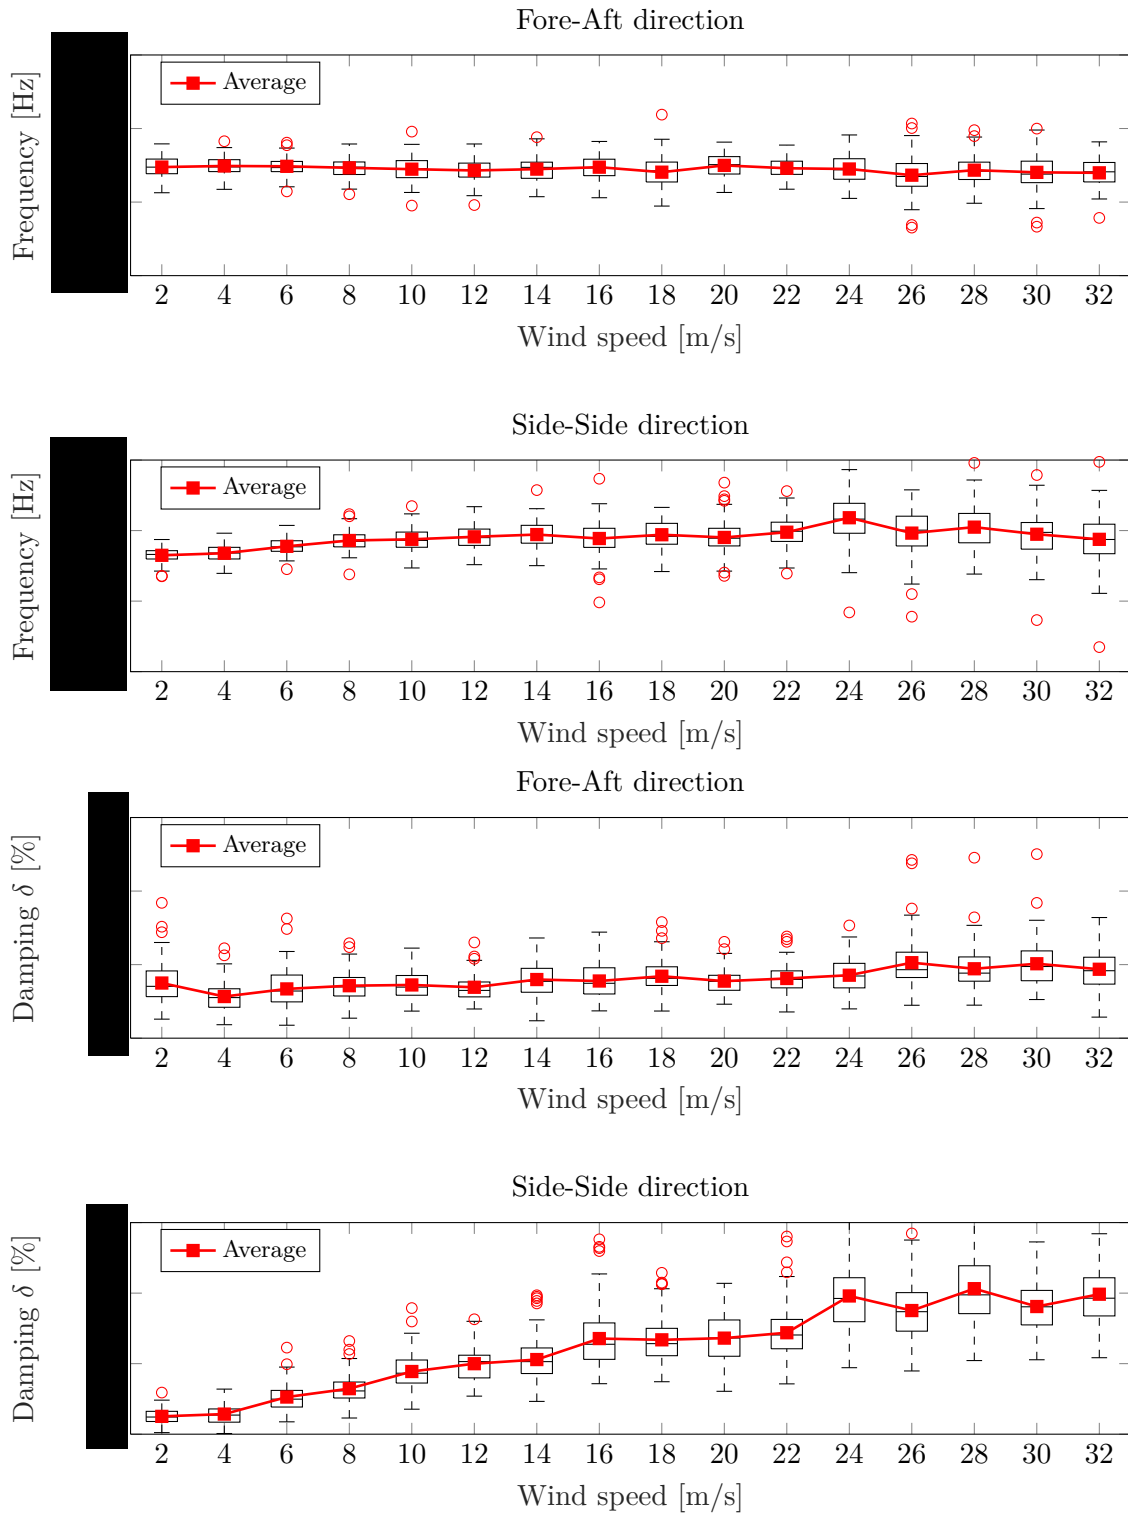 Fore-Aft direction
Frequency [Hz]
Average
2 4 6 8 10 12 14 16 18 20 22 24 26 28 30 32
Wind speed [m/s]
Side-Side direction
Frequency [Hz]
Average
2 4 6 8 10 12 14 16 18 20 22 24 26 28 30 32
Wind speed [m/s]
Fore-Aft direction
Damping δ [%]
Average
2 4 6 8 10 12 14 16 18 20 22 24 26 28 30 32
Wind speed [m/s]
Side-Side direction
Damping δ [%]
Average
2 4 6 8 10 12 14 16 18 20 22 24 26 28 30 32
Wind speed [m/s]